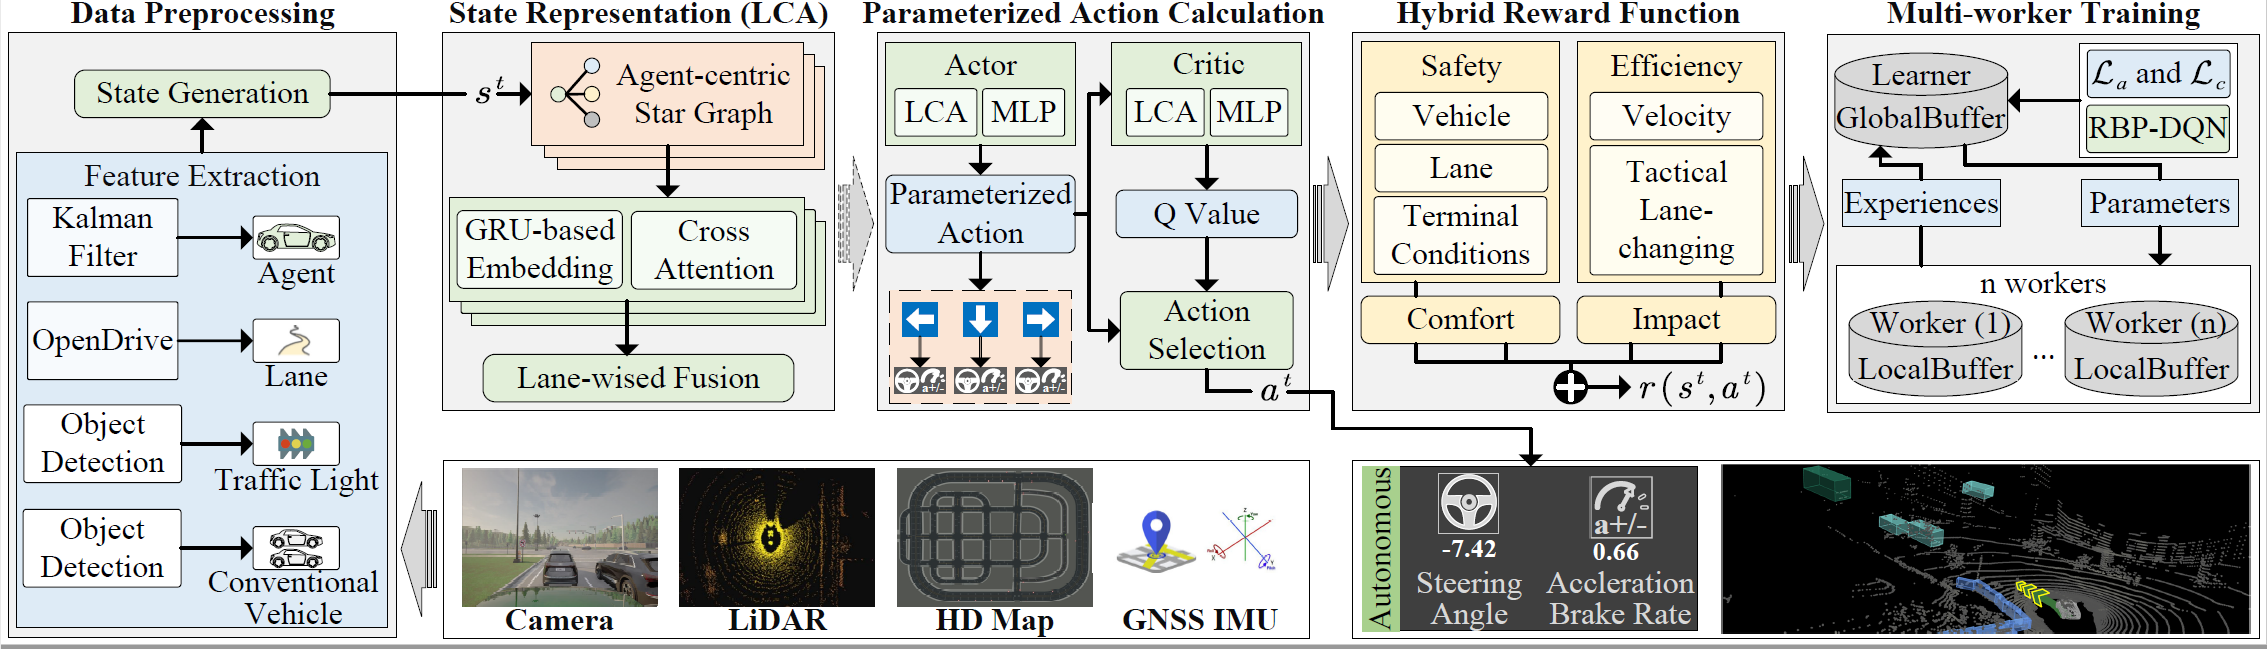 Data Preprocessing
State Generation
Feature Extraction
Kalman
Filter
Agent
OpenDrive
Lane
Object
Detection
Traffic Light
Object
Detection
Conventional
Vehicle
State Representation (LCA)
s^t
Agent-centric
Star Graph
GRU-based
Embedding
Cross
Attention
Lane-wised Fusion
Parameterized Action Calculation
Actor
LCA
MLP
Parameterized
Action
a+/-
a+/-
a+/-
Critic
LCA
MLP
Q Value
Action
Selection
a^t
Hybrid Reward Function
Safety
Vehicle
Lane
Terminal
Conditions
Comfort
Efficiency
Velocity
Tactical
Lane-
changing
Impact
r(s^t, a^t)
Multi-worker Training
Learner
GlobalBuffer
ℒ_a and ℒ_c
RBP-DQN
Experiences
Parameters
n workers
Worker (1)
LocalBuffer
...
Worker (n)
LocalBuffer
Camera
LiDAR
HD Map
GNSS IMU
Autonomous
-7.42
Steering
Angle
a+/-
0.66
Accleration
Brake Rate